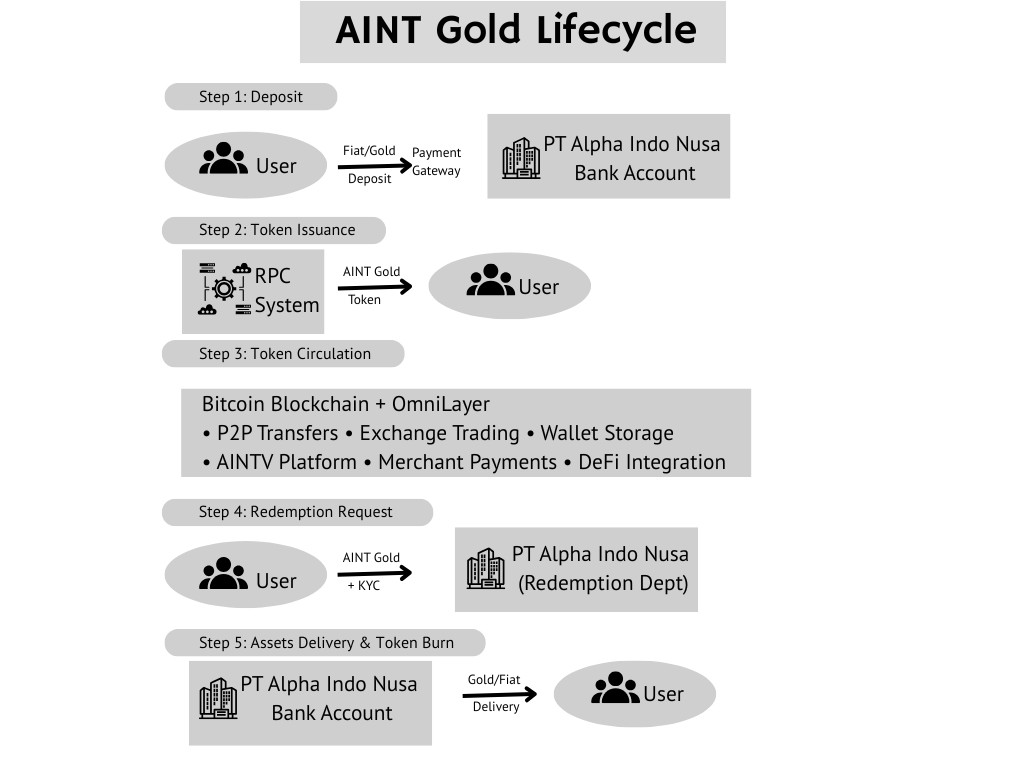 AINT Gold Lifecycle
Step 1: Deposit
User
Fiat/Gold
Deposit
Payment
Gateway
PT Alpha Indo Nusa
Bank Account
Step 2: Token Issuance
RPC
System
AINT Gold
Token
User
Step 3: Token Circulation
Bitcoin Blockchain + OmniLayer
• P2P Transfers • Exchange Trading • Wallet Storage
• AINTV Platform • Merchant Payments • DeFi Integration
Step 4: Redemption Request
User
AINT Gold
+ KYC
PT Alpha Indo Nusa
(Redemption Dept)
Step 5: Assets Delivery & Token Burn
PT Alpha Indo Nusa
Bank Account
Gold/Fiat
Delivery
User